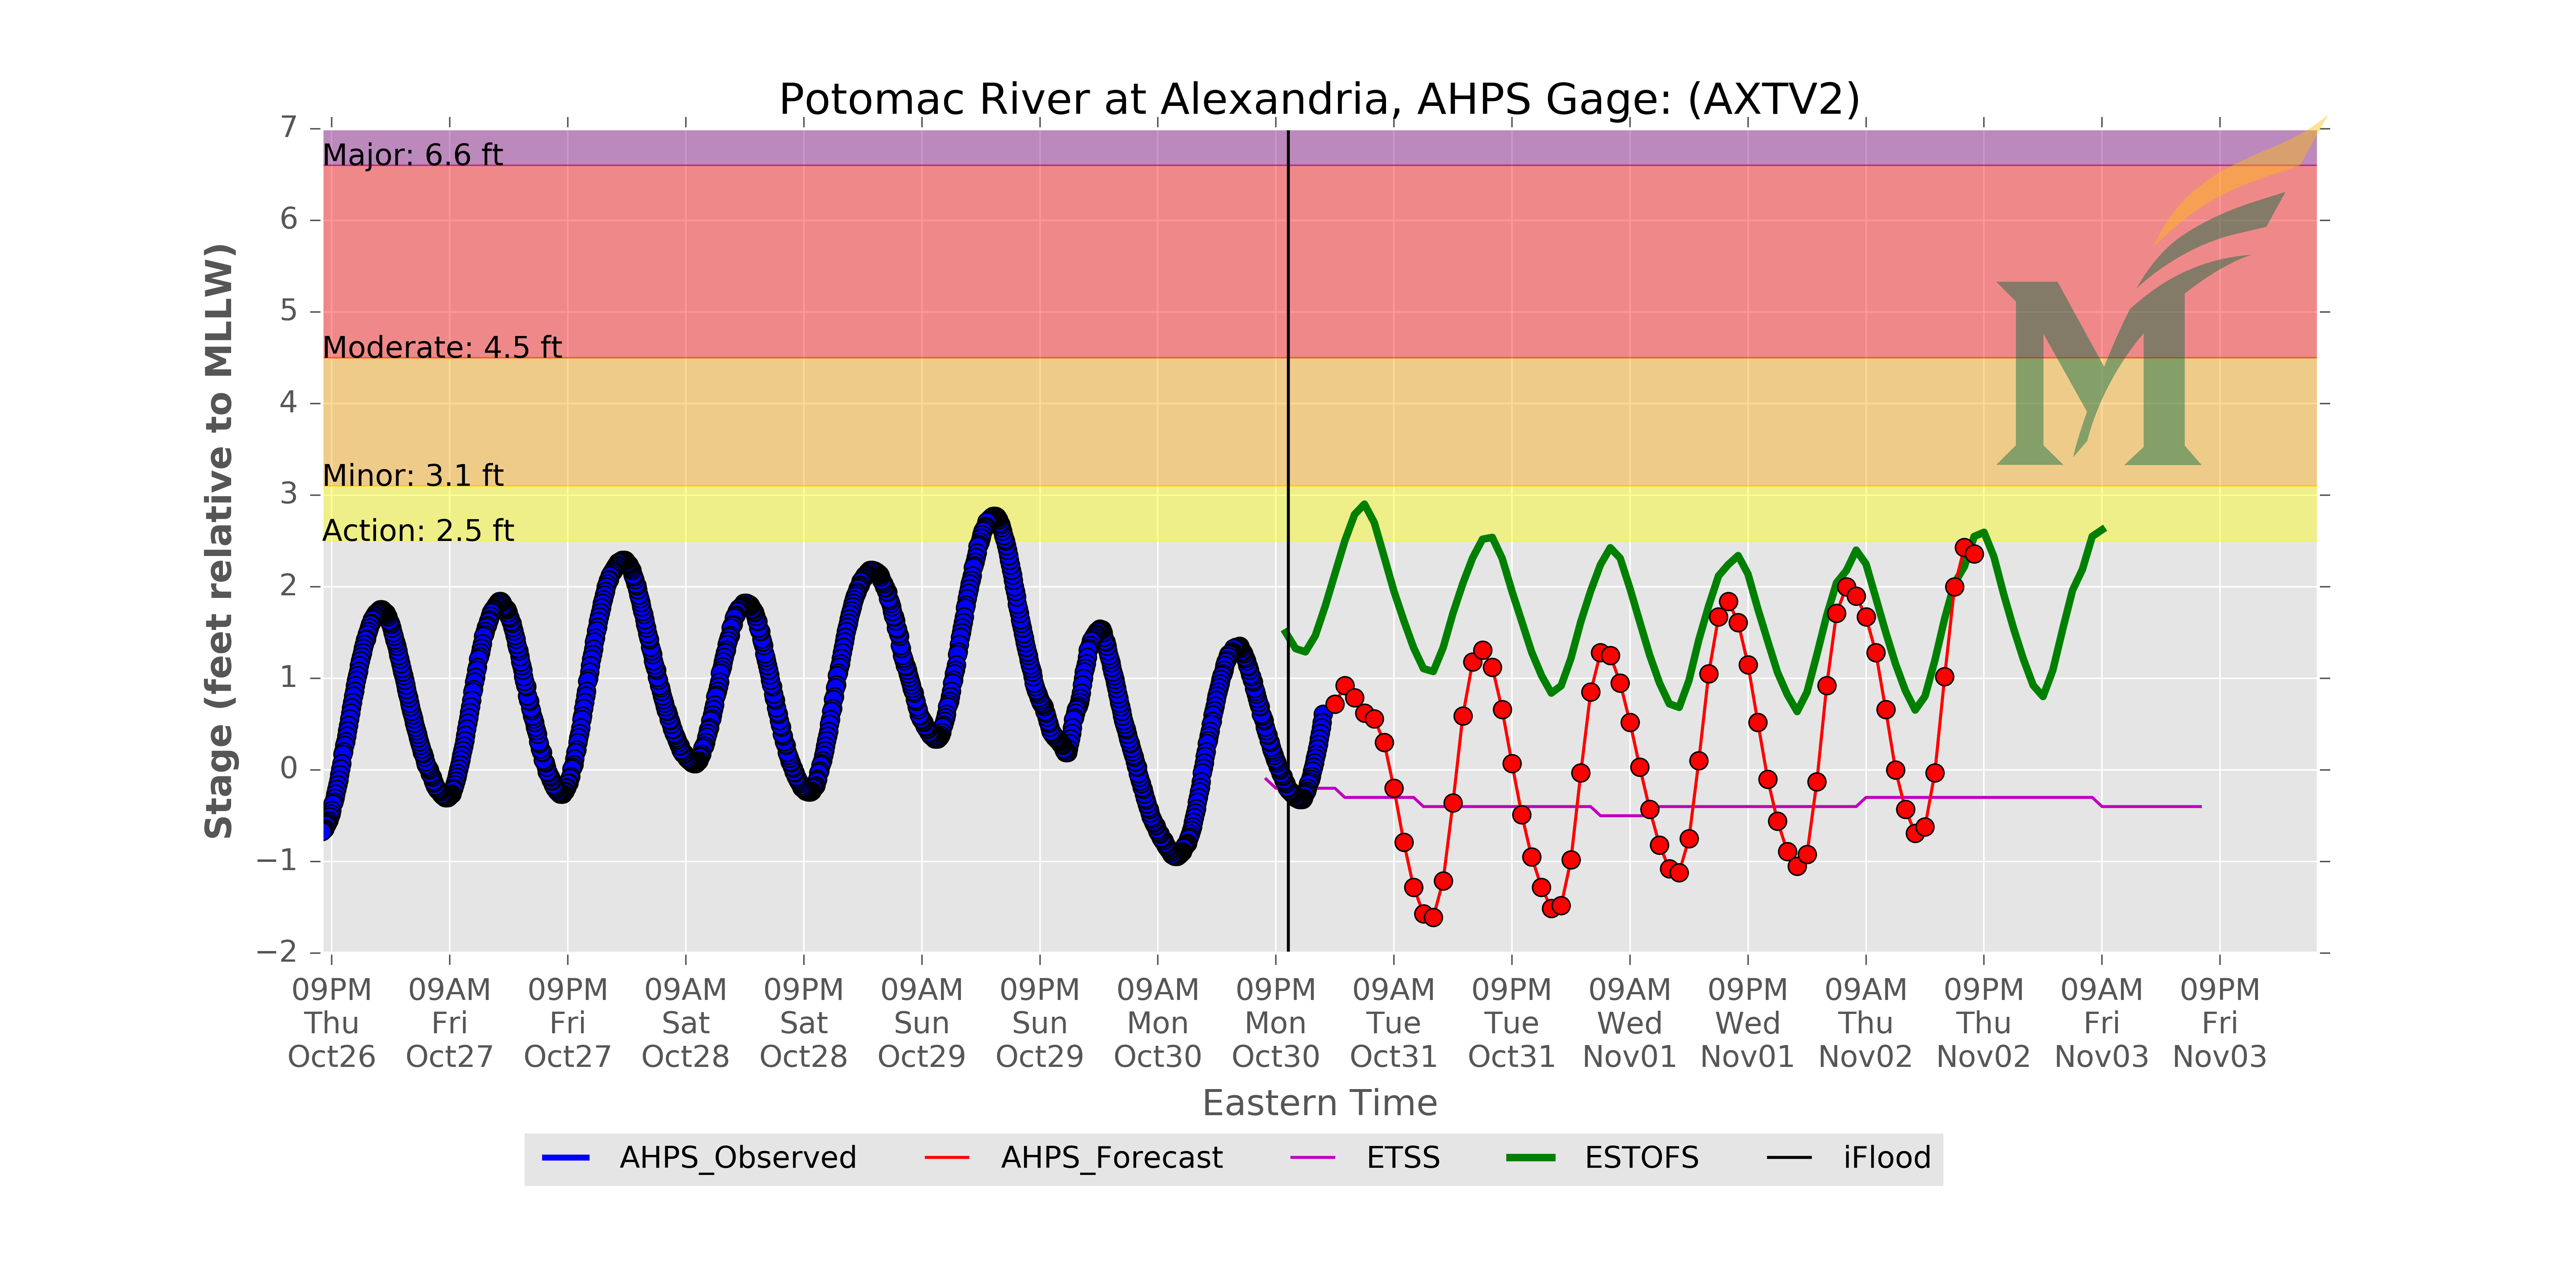 Potomac River at Alexandria, AHPS Gage: (AXTV2)
7
6
5
4
3
2
1
0
−1
−2
Stage (feet relative to MLLW)
Major: 6.6 ft
Moderate: 4.5 ft
Minor: 3.1 ft
Action: 2.5 ft
M
09PM 09AM 09PM 09AM 09PM 09AM 09PM 09AM 09PM 09AM 09PM 09AM 09PM 09AM 09PM 09AM 09PM
Thu Fri Fri Sat Sat Sun Sun Mon Mon Tue Tue Wed Wed Thu Thu Fri Fri
Oct26 Oct27 Oct27 Oct28 Oct28 Oct29 Oct29 Oct30 Oct30 Oct31 Oct31 Nov01 Nov01 Nov02 Nov02 Nov03 Nov03
Eastern Time
AHPS_Observed AHPS_Forecast ETSS ESTOFS iFlood